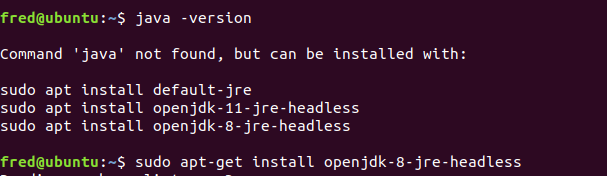 fred@ubuntu:~$ java -version
Command 'java' not found, but can be installed with:
sudo apt install default-jre
sudo apt install openjdk-11-jre-headless
sudo apt install openjdk-8-jre-headless
fred@ubuntu:~$ sudo apt-get install openjdk-8-jre-headless